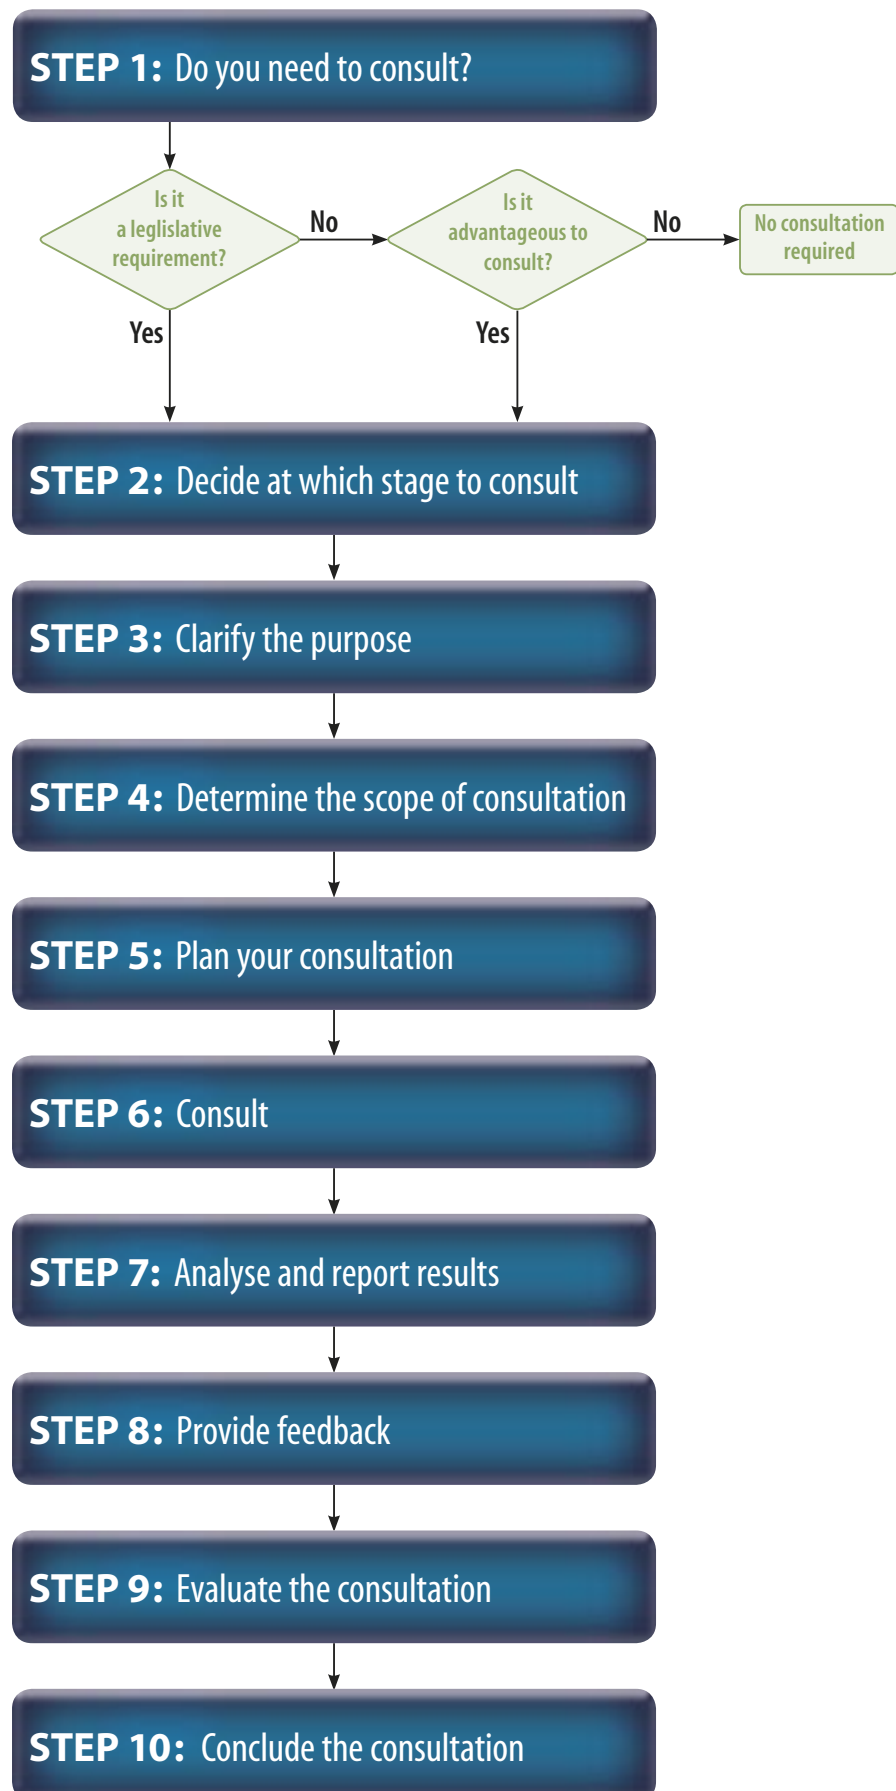 STEP 1: Do you need to consult?
Is it
a leglislative
requirement?
No
Is it
advantageous to
consult?
No
No consultation
required
Yes
Yes
STEP 2: Decide at which stage to consult
STEP 3: Clarify the purpose
STEP 4: Determine the scope of consultation
STEP 5: Plan your consultation
STEP 6: Consult
STEP 7: Analyse and report results
STEP 8: Provide feedback
STEP 9: Evaluate the consultation
STEP 10: Conclude the consultation